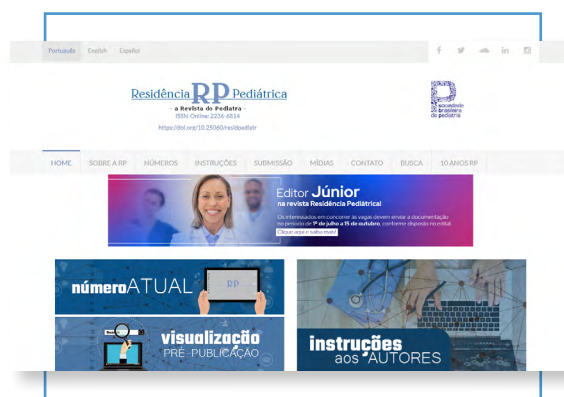 Português English Español
Residência RP Pediátrica
- a Revista do Pediatra -
ISSN-Online: 2236-6814
https://doi.org/10.25060/residpediatr
sociedade
brasileira
de pediatria
HOME SOBRE A RP NÚMEROS INSTRUÇÕES SUBMISSÃO MÍDIAS CONTATO BUSCA 10 ANOS RP
Editor Júnior
na revista Residência Pediátrica!
Os interessados em concorrer às vagas devem enviar a documentação
no período de 1º de julho a 15 de outubro, conforme disposto no edital.
Clique aqui e saiba mais!
número ATUAL
RP
visualização
PRÉ-PUBLICAÇÃO
instruções
aos AUTORES